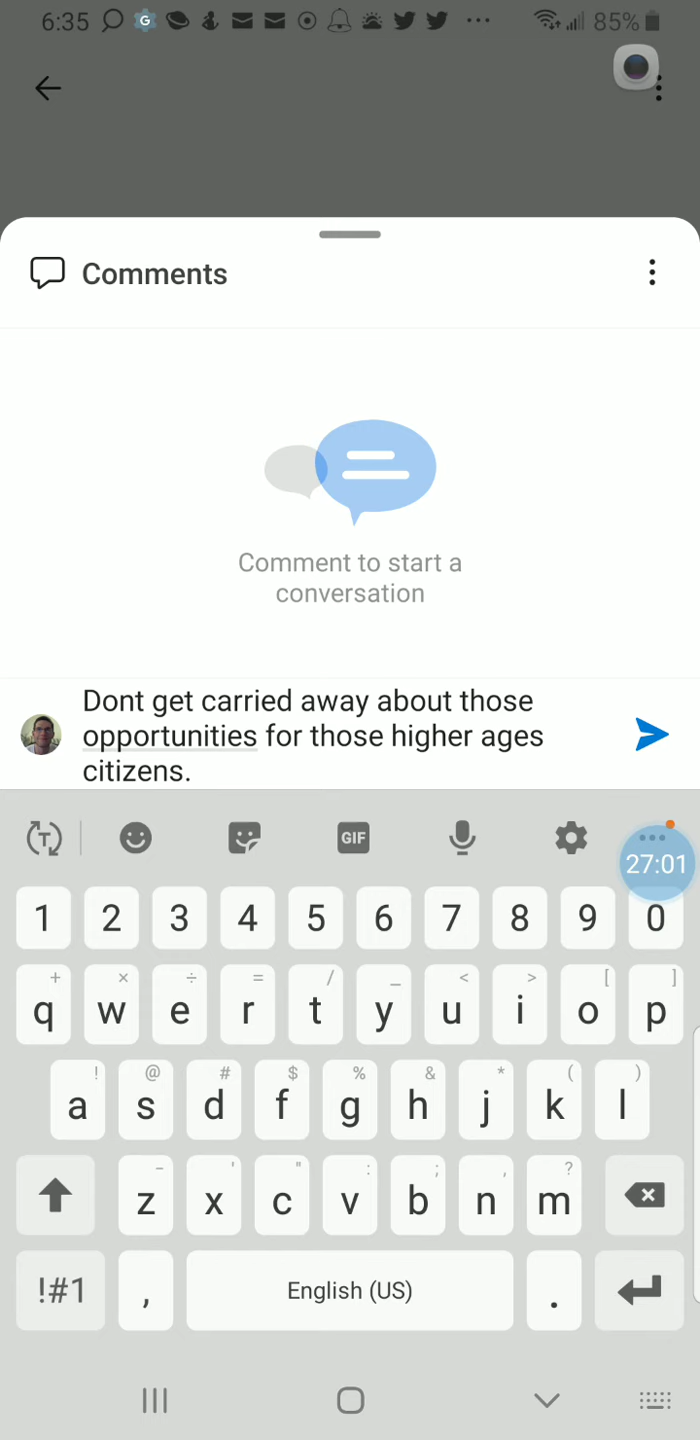 6:35 G 85%
Comments
Comment to start a
conversation
Dont get carried away about those
opportunities for those higher ages
citizens.
T GIF
27:01
1 2 3 4 5 6 7 8 9 0
+ × ÷ = / _ < > [ ]
q w e r t y u i o p
! @ # $ % & * ( )
a s d f g h j k l
- ' " : ; , ?
z x c v b n m
!#1 , English (US) .